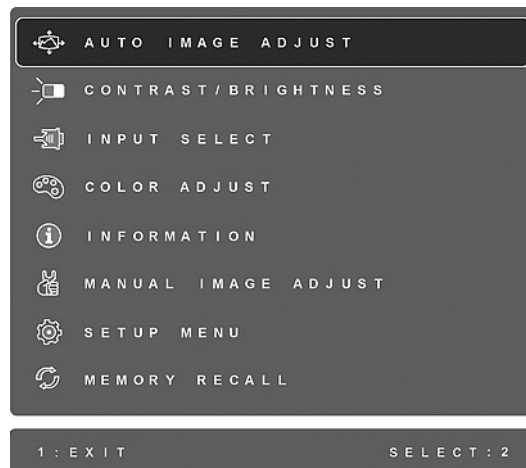 AUTO IMAGE ADJUST
CONTRAST/BRIGHTNESS
INPUT SELECT
COLOR ADJUST
INFORMATION
MANUAL IMAGE ADJUST
SETUP MENU
MEMORY RECALL
1:EXIT SELECT:2